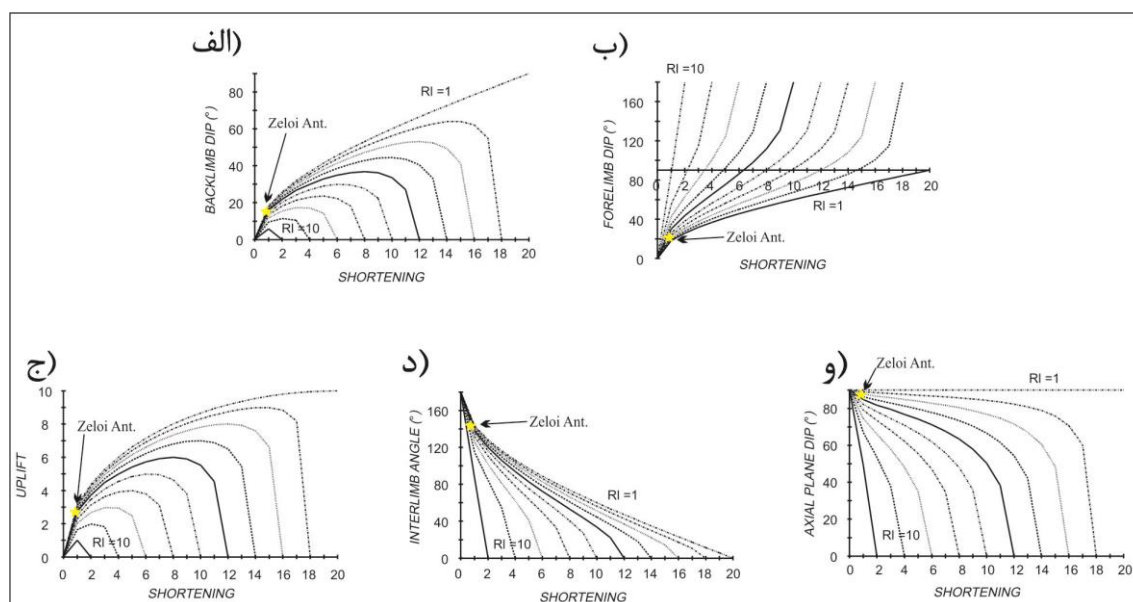 الف)
BACKLIMB DIP (°)
80
60
40
20
0
Zeloi Ant.
RI =1
RI =10
0 2 4 6 8 10 12 14 16 18 20
SHORTENING
ب)
FORELIMB DIP (°)
160
120
80
40
0
RI =10
0 2 4 6 8 10 12 14 16 18 20
RI =1
Zeloi Ant.
SHORTENING
ج)
UPLIFT
10
8
6
4
2
0
Zeloi Ant.
RI =10
0 2 4 6 8 10 12 14 16 18 20
SHORTENING
د)
INTERLIMB ANGLE (°)
160
120
80
40
0
Zeloi Ant.
RI =1
RI =10
0 2 4 6 8 10 12 14 16 18 20
SHORTENING
و)
AXIAL PLANE DIP (°)
80
60
40
20
0
Zeloi Ant.
RI =1
RI =10
0 2 4 6 8 10 12 14 16 18 20
SHORTENING